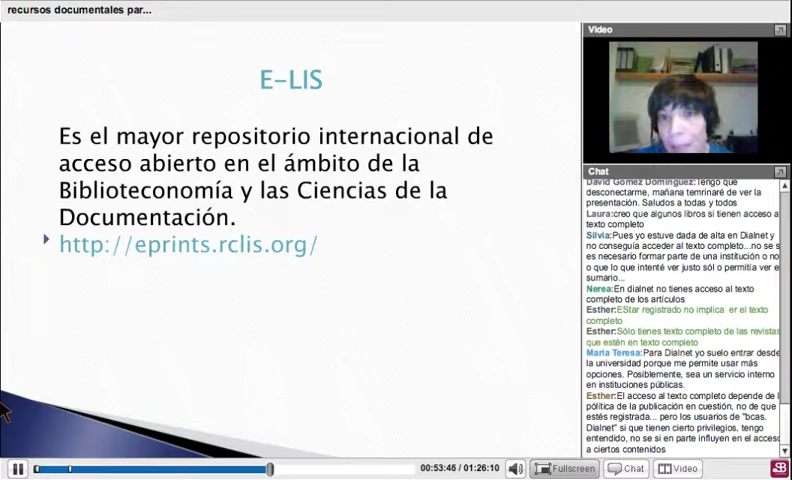 recursos documentales par...
E-LIS
Es el mayor repositorio internacional de
acceso abierto en el ámbito de la
Biblioteconomía y las Ciencias de la
Documentación.
http://eprints.rclis.org/
Video
Chat
David Gómez Domínguez:Tengo que
desconectarme, mañana temrinaré de ver la
presentación. Saludos a todas y todos
Laura:creo que algunos libros si tienen acceso a
texto completo
Silvia:Pues yo estuve dada de alta en Dialnet y
no conseguía acceder al texto completo...no se s
es necesario formar parte de una institución o no
o que lo que intenté ver justo sól o permitía ver e
sumario...
Nerea:En dialnet no tienes acceso al texto
completo de los artículos
Esther:EStar registrado no implica er el texto
completo
Esther:Sólo tienes texto completo de las revistas
que estén en texto completo
Maria Teresa:Para Dialnet yo suelo entrar desde
la universidad porque me permite usar más
opciones. Posiblemente, sea un servicio interno
en instituciones públicas.
Esther:El acceso al texto completo depende de l
política de la publicación en cuestión, no de que
estés registrada... pero los usuarios de "bcas.
Dialnet" si que tienen cierto privilegios, tengo
entendido, no se si en parte influyen en el acceso
a ciertos contenidos
00:53:45 / 01:26:10
Fullscreen
Chat
Video
SB